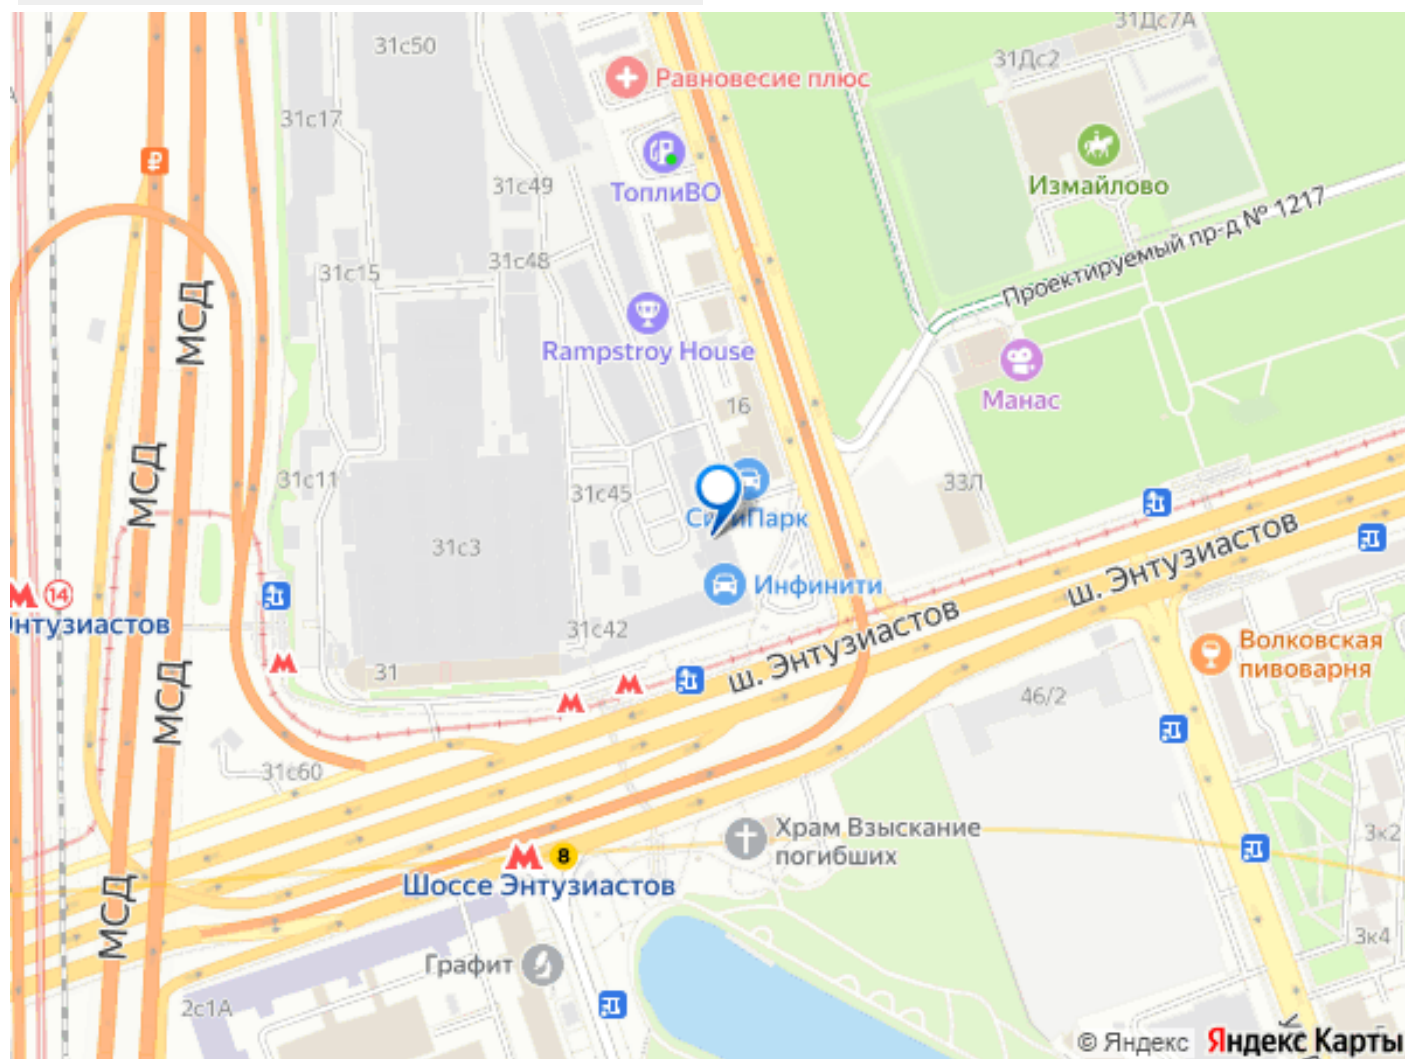 31с50
31Дс7А
31Дс2
Равновесие плюс
31с17
ТоплиВО
31с49
Измайлово
Проектируемый пр-д № 1217
31с15
31с48
МСД
Rampstroy House
Манас
16
МСД
31с11
31с45
33Л
СитиПарк
31с3
ш. Энтузиастов
14
Инфинити
нтузиастов
31с42
ш. Энтузиастов
Волковская
пивоварня
31
МСД
46/2
31с60
Храм Взыскание
погибших
3к2
8
Шоссе Энтузиастов
МСД
3к4
Графит
2с1А
© Яндекс
Яндекс Карты